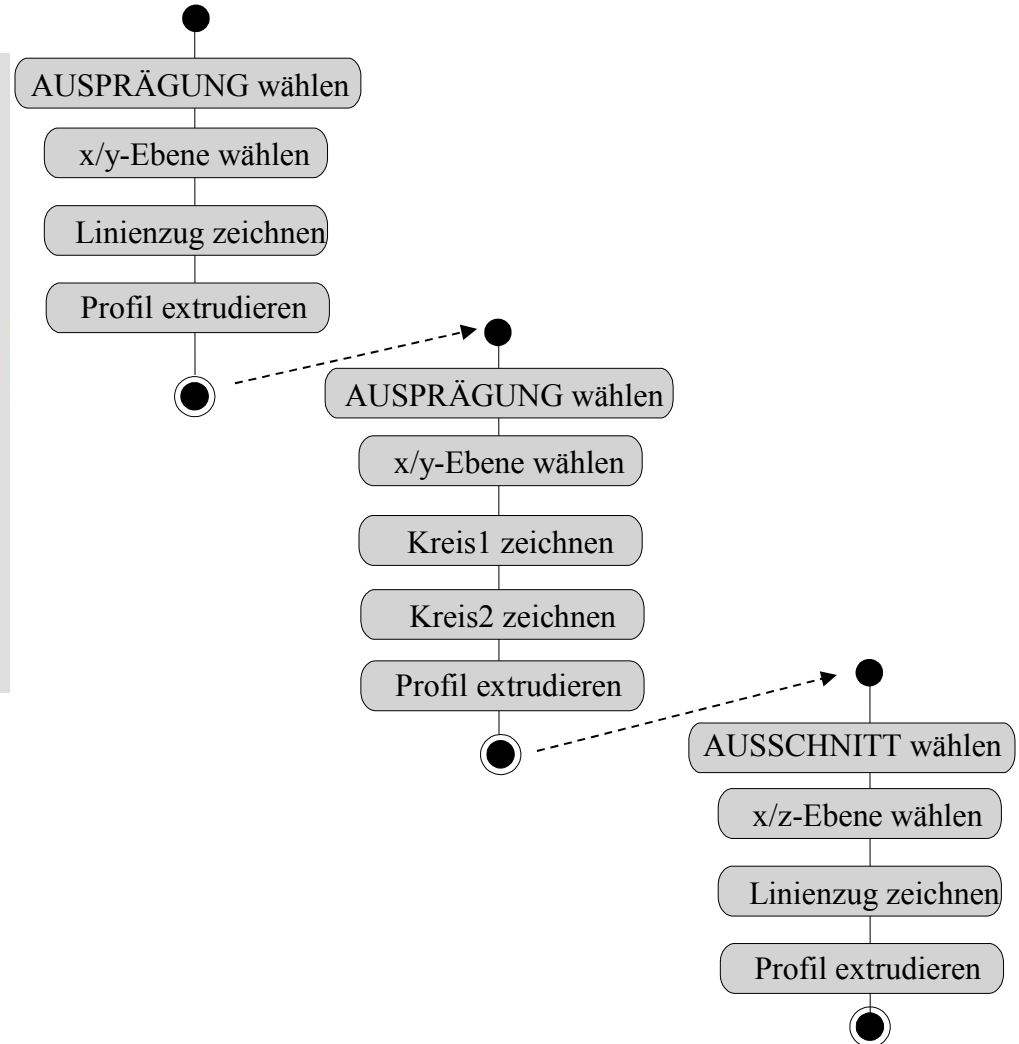 AUSPRÄGUNG wählen
x/y-Ebene wählen
Linienzug zeichnen
Profil extrudieren
AUSPRÄGUNG wählen
x/y-Ebene wählen
Kreis1 zeichnen
Kreis2 zeichnen
Profil extrudieren
AUSSCHNITT wählen
x/z-Ebene wählen
Linienzug zeichnen
Profil extrudieren